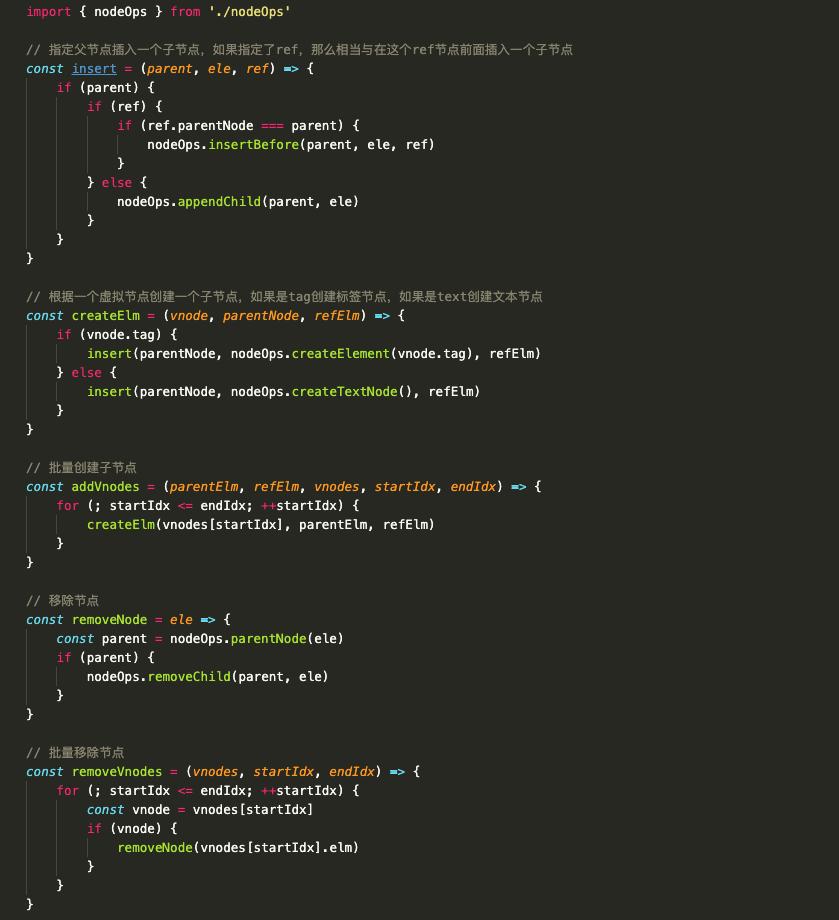 import { nodeOps } from './nodeOps'
// 指定父节点插入一个子节点，如果指定了ref，那么相当与在这个ref节点前面插入一个子节点
const insert = (parent, ele, ref) => {
if (parent) {
if (ref) {
if (ref.parentNode === parent) {
nodeOps.insertBefore(parent, ele, ref)
}
} else {
nodeOps.appendChild(parent, ele)
}
}
}
// 根据一个虚拟节点创建一个子节点，如果是tag创建标签节点，如果是text创建文本节点
const createElm = (vnode, parentNode, refElm) => {
if (vnode.tag) {
insert(parentNode, nodeOps.createElement(vnode.tag), refElm)
} else {
insert(parentNode, nodeOps.createTextNode(), refElm)
}
}
// 批量创建子节点
const addVnodes = (parentElm, refElm, vnodes, startIdx, endIdx) => {
for (; startIdx <= endIdx; ++startIdx) {
createElm(vnodes[startIdx], parentElm, refElm)
}
}
// 移除节点
const removeNode = ele => {
const parent = nodeOps.parentNode(ele)
if (parent) {
nodeOps.removeChild(parent, ele)
}
}
// 批量移除节点
const removeVnodes = (vnodes, startIdx, endIdx) => {
for (; startIdx <= endIdx; ++startIdx) {
const vnode = vnodes[startIdx]
if (vnode) {
removeNode(vnodes[startIdx].elm)
}
}
}